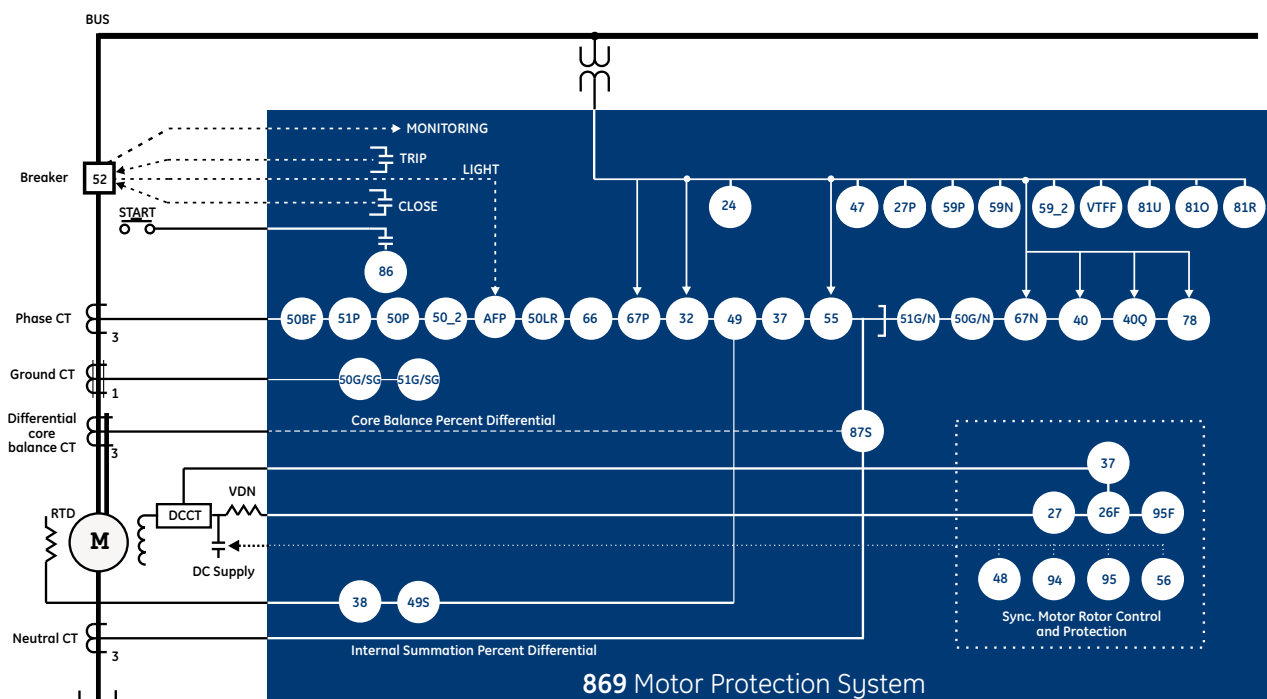 BUS
MONITORING
TRIP
LIGHT
Breaker
52
CLOSE
START
24
47
27P
59P
59N
59_2
VTFF
81U
81O
81R
86
Phase CT
3
50BF
51P
50P
50_2
AFP
50LR
66
67P
32
49
37
55
51G/N
50G/N
67N
40
40Q
78
Ground CT
1
50G/SG
51G/SG
Differential
core
balance CT
3
Core Balance Percent Differential
87S
37
VDN
RTD
DCCT
M
27
26F
95F
DC Supply
48
94
95
56
38
49S
Sync. Motor Rotor Control
and Protection
Neutral CT
3
Internal Summation Percent Differential
869 Motor Protection System